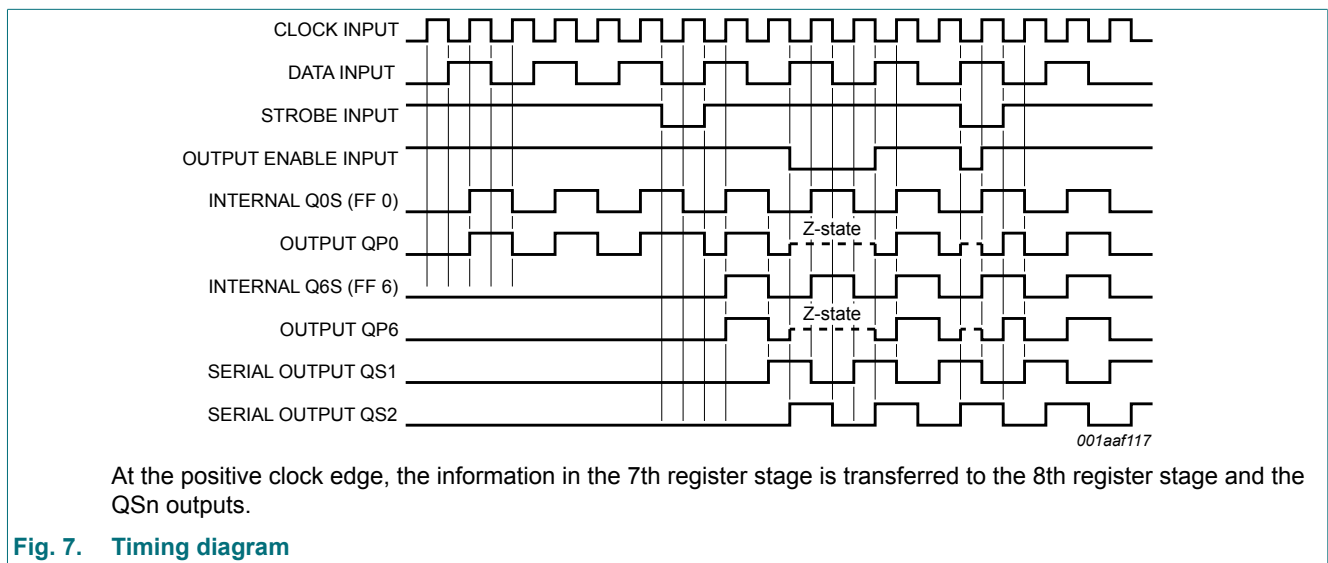 CLOCK INPUT
DATA INPUT
STROBE INPUT
OUTPUT ENABLE INPUT
INTERNAL Q0S (FF 0)
Z-state
OUTPUT QP0
INTERNAL Q6S (FF 6)
Z-state
OUTPUT QP6
SERIAL OUTPUT QS1
SERIAL OUTPUT QS2
001aaf117
At the positive clock edge, the information in the 7th register stage is transferred to the 8th register stage and the
QSn outputs.
Fig. 7. Timing diagram